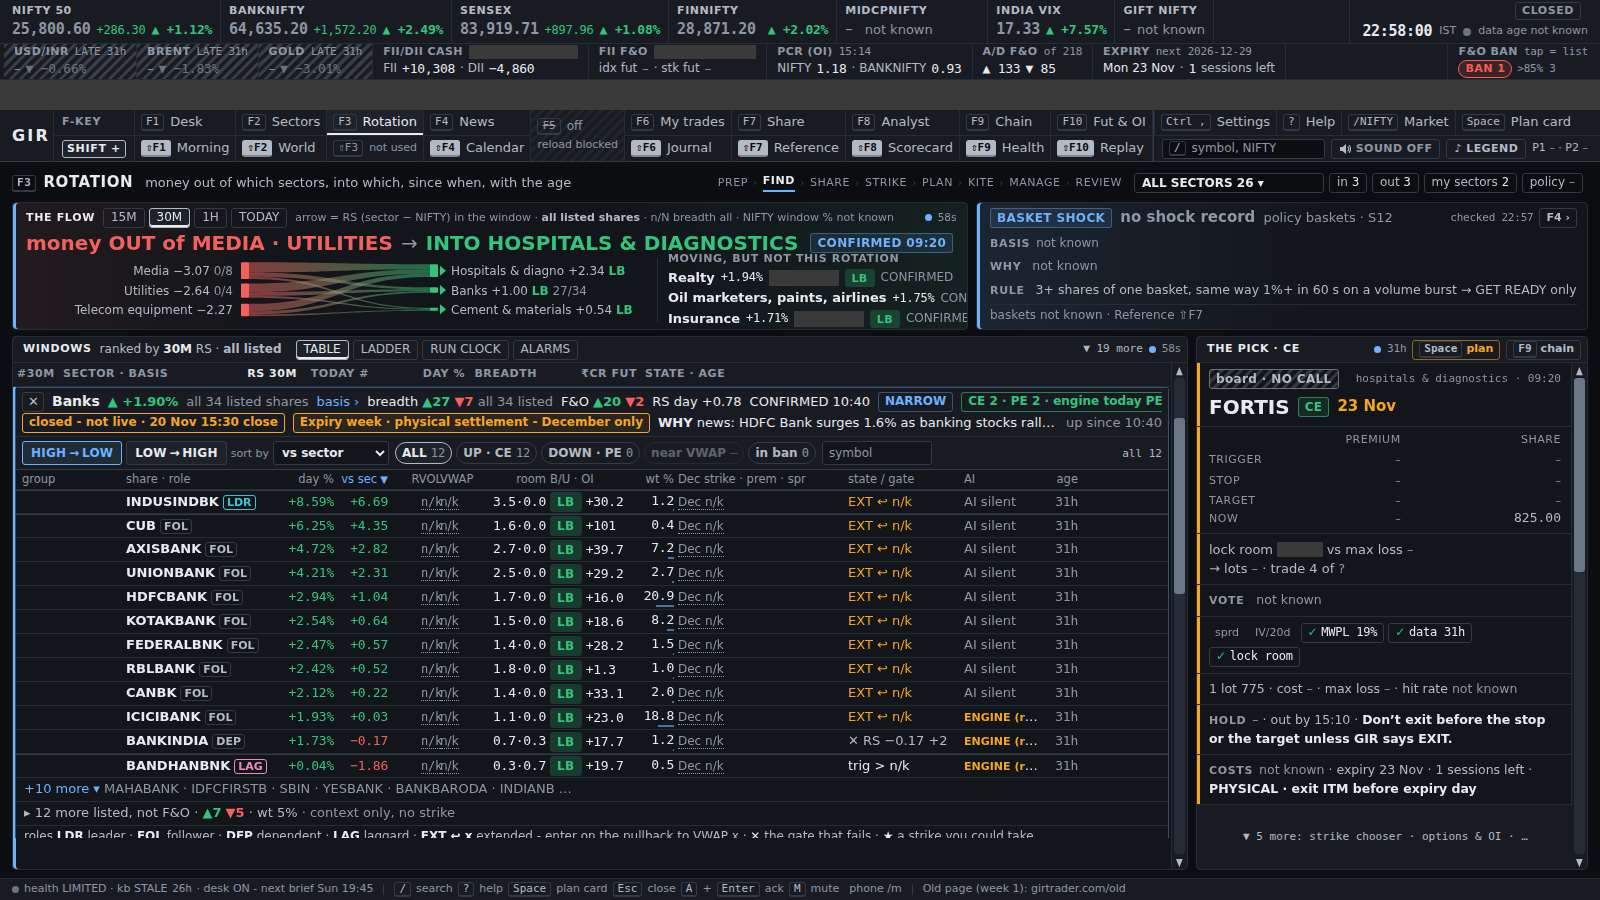 NIFTY 50 BANKNIFTY SENSEX FINNIFTY MIDCPNIFTY INDIA VIX GIFT NIFTY CLOSED
25,800.60 +286.30 ▲ +1.12% 64,635.20 +1,572.20 ▲ +2.49% 83,919.71 +897.96 ▲ +1.08% 28,871.20 ▲ +2.02% – not known 17.33 ▲ +7.57% – not known 22:58:00 IST data age not known
USD/INR LATE 31h BRENT LATE 31h GOLD LATE 31h FII/DII CASH FII F&O PCR (OI) 15:14 A/D F&O of 218 EXPIRY next 2026-12-29 F&O BAN tap = list
– ▼ −0.66% – ▼ −1.83% – ▼ −3.01% FII +10,308 · DII −4,860 idx fut – · stk fut – NIFTY 1.18 · BANKNIFTY 0.93 ▲ 133 ▼ 85 Mon 23 Nov · 1 sessions left BAN 1 >85% 3
GIR F-KEY F1 Desk F2 Sectors F3 Rotation F4 News F5 off F6 My trades F7 Share F8 Analyst F9 Chain F10 Fut & OI Ctrl , Settings ? Help /NIFTY Market Space Plan card
SHIFT + ⇧F1 Morning ⇧F2 World ⇧F3 not used ⇧F4 Calendar reload blocked ⇧F6 Journal ⇧F7 Reference ⇧F8 Scorecard ⇧F9 Health ⇧F10 Replay / symbol, NIFTY SOUND OFF ♪ LEGEND P1 – · P2 –
F3 ROTATION money out of which sectors, into which, since when, with the age PREP › FIND › SHARE › STRIKE › PLAN › KITE › MANAGE › REVIEW ALL SECTORS 26 ▾ in 3 out 3 my sectors 2 policy –
THE FLOW 15M 30M 1H TODAY arrow = RS (sector − NIFTY) in the window · all listed shares · n/N breadth all · NIFTY window % not known 58s
money OUT of MEDIA · UTILITIES → INTO HOSPITALS & DIAGNOSTICS CONFIRMED 09:20
Media −3.07 0/8 Hospitals & diagno +2.34 LB
Utilities −2.64 0/4 Banks +1.00 LB 27/34
Telecom equipment −2.27 Cement & materials +0.54 LB
MOVING, BUT NOT THIS ROTATION
Realty +1.94% LB CONFIRMED
Oil marketers, paints, airlines +1.75% CON
Insurance +1.71% LB CONFIRME
BASKET SHOCK no shock record policy baskets · S12 checked 22:57 F4 ›
BASIS not known
WHY not known
RULE 3+ shares of one basket, same way 1%+ in 60 s on a volume burst → GET READY only
baskets not known · Reference ⇧F7
WINDOWS ranked by 30M RS · all listed TABLE LADDER RUN CLOCK ALARMS ▼ 19 more 58s
#30M SECTOR · BASIS RS 30M TODAY # DAY % BREADTH ₹CR FUT STATE · AGE
✕ Banks ▲ +1.90% all 34 listed shares basis › breadth ▲27 ▼7 all 34 listed F&O ▲20 ▼2 RS day +0.78 CONFIRMED 10:40 NARROW CE 2 · PE 2 · engine today PE
closed - not live · 20 Nov 15:30 close Expiry week · physical settlement - December only WHY news: HDFC Bank surges 1.6% as banking stocks rall… up since 10:40
HIGH → LOW LOW → HIGH sort by vs sector ALL 12 UP · CE 12 DOWN · PE 0 near VWAP – in ban 0 symbol all 12
group share · role day % vs sec ▼ RVOL VWAP room B/U · OI wt % Dec strike · prem · spr state / gate AI age
INDUSINDBK LDR +8.59% +6.69 n/k n/k 3.5·0.0 LB +30.2 1.2 Dec n/k EXT ↩ n/k AI silent 31h
CUB FOL +6.25% +4.35 n/k n/k 1.6·0.0 LB +101 0.4 Dec n/k EXT ↩ n/k AI silent 31h
AXISBANK FOL +4.72% +2.82 n/k n/k 2.7·0.0 LB +39.7 7.2 Dec n/k EXT ↩ n/k AI silent 31h
UNIONBANK FOL +4.21% +2.31 n/k n/k 2.5·0.0 LB +29.2 2.7 Dec n/k EXT ↩ n/k AI silent 31h
HDFCBANK FOL +2.94% +1.04 n/k n/k 1.7·0.0 LB +16.0 20.9 Dec n/k EXT ↩ n/k AI silent 31h
KOTAKBANK FOL +2.54% +0.64 n/k n/k 1.5·0.0 LB +18.6 8.2 Dec n/k EXT ↩ n/k AI silent 31h
FEDERALBNK FOL +2.47% +0.57 n/k n/k 1.4·0.0 LB +28.2 1.5 Dec n/k EXT ↩ n/k AI silent 31h
RBLBANK FOL +2.42% +0.52 n/k n/k 1.8·0.0 LB +1.3 1.0 Dec n/k EXT ↩ n/k AI silent 31h
CANBK FOL +2.12% +0.22 n/k n/k 1.4·0.0 LB +33.1 2.0 Dec n/k EXT ↩ n/k AI silent 31h
ICICIBANK FOL +1.93% +0.03 n/k n/k 1.1·0.0 LB +23.0 18.8 Dec n/k EXT ↩ n/k ENGINE (r… 31h
BANKINDIA DEP +1.73% −0.17 n/k n/k 0.7·0.3 LB +17.7 1.2 Dec n/k ✕ RS −0.17 +2 ENGINE (r… 31h
BANDHANBNK LAG +0.04% −1.86 n/k n/k 0.3·0.7 LB +19.7 0.5 Dec n/k trig > n/k ENGINE (r… 31h
+10 more ▾ MAHABANK · IDFCFIRSTB · SBIN · YESBANK · BANKBARODA · INDIANB …
▸ 12 more listed, not F&O · ▲7 ▼5 · wt 5% · context only, no strike
roles LDR leader · FOL follower · DEP dependent · LAG laggard · EXT ↩ x extended - enter on the pullback to VWAP x · ✕ the gate that fails · ★ a strike you could take
THE PICK · CE 31h Space plan F9 chain
board · NO CALL hospitals & diagnostics · 09:20
FORTIS CE 23 Nov
PREMIUM SHARE
TRIGGER – –
STOP – –
TARGET – –
NOW – 825.00
lock room vs max loss –
→ lots – · trade 4 of ?
VOTE not known
sprd IV/20d ✓ MWPL 19% ✓ data 31h
✓ lock room
1 lot 775 · cost – · max loss – · hit rate not known
HOLD – · out by 15:10 · Don't exit before the stop
or the target unless GIR says EXIT.
COSTS not known · expiry 23 Nov · 1 sessions left ·
PHYSICAL · exit ITM before expiry day
▼ 5 more: strike chooser · options & OI · …
health LIMITED · kb STALE 26h · desk ON - next brief Sun 19:45 / search ? help Space plan card Esc close A + Enter ack M mute phone /m Old page (week 1): girtrader.com/old